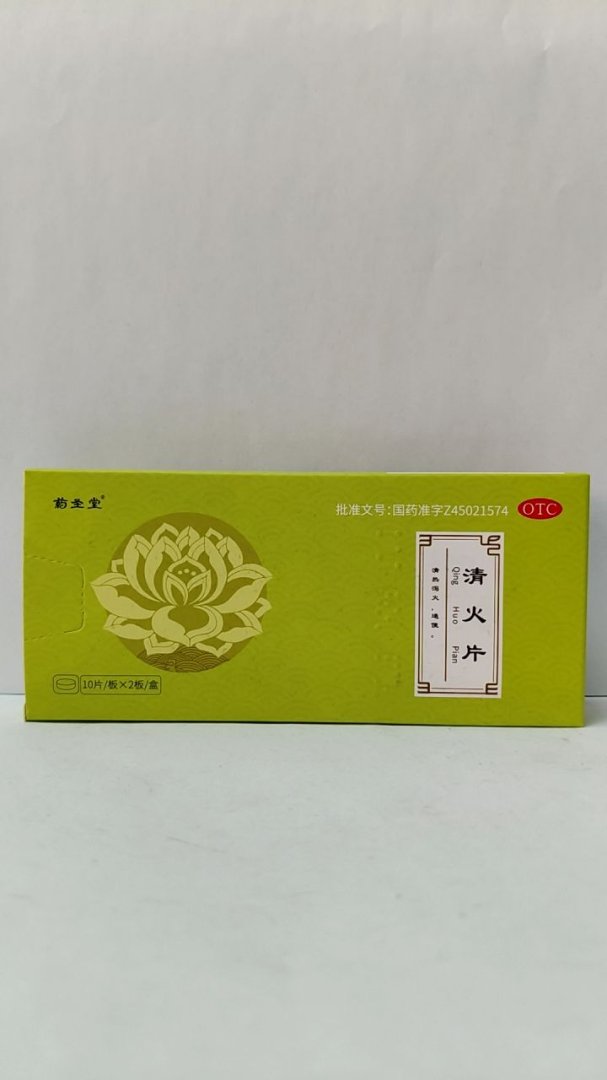 药圣堂®
批准文号：国药准字Z45021574
OTC
清火片
Qing Huo Pian
清热泻火，通便。
10片/板×2板/盒